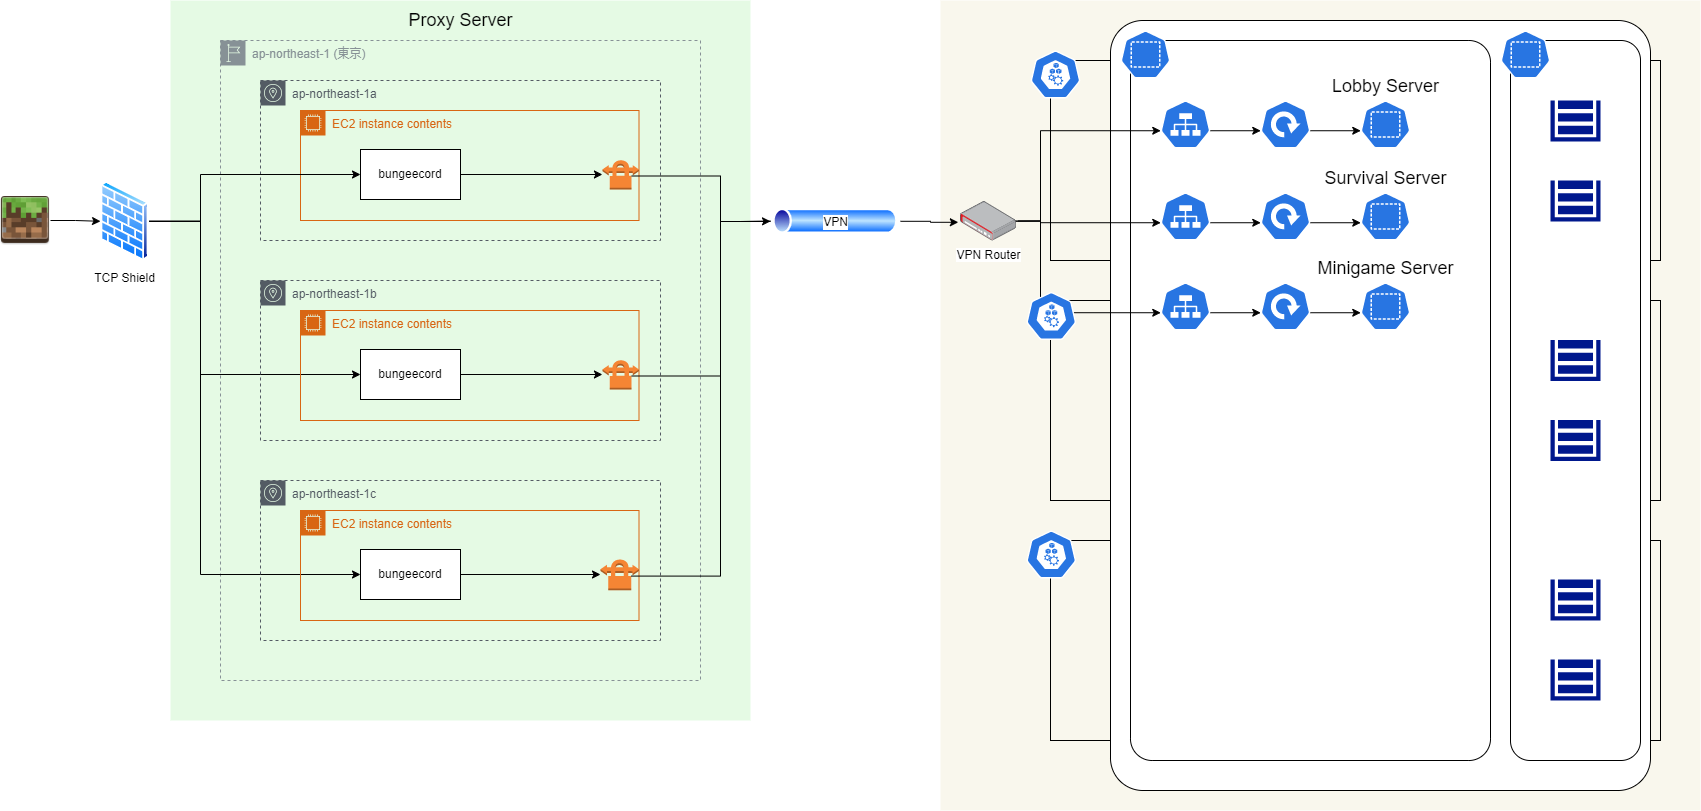 Proxy Server
ap-northeast-1 (東京)
ap-northeast-1a
EC2 instance contents
bungeecord
TCP Shield
ap-northeast-1b
EC2 instance contents
bungeecord
ap-northeast-1c
EC2 instance contents
bungeecord
VPN
VPN Router
Lobby Server
Survival Server
Minigame Server